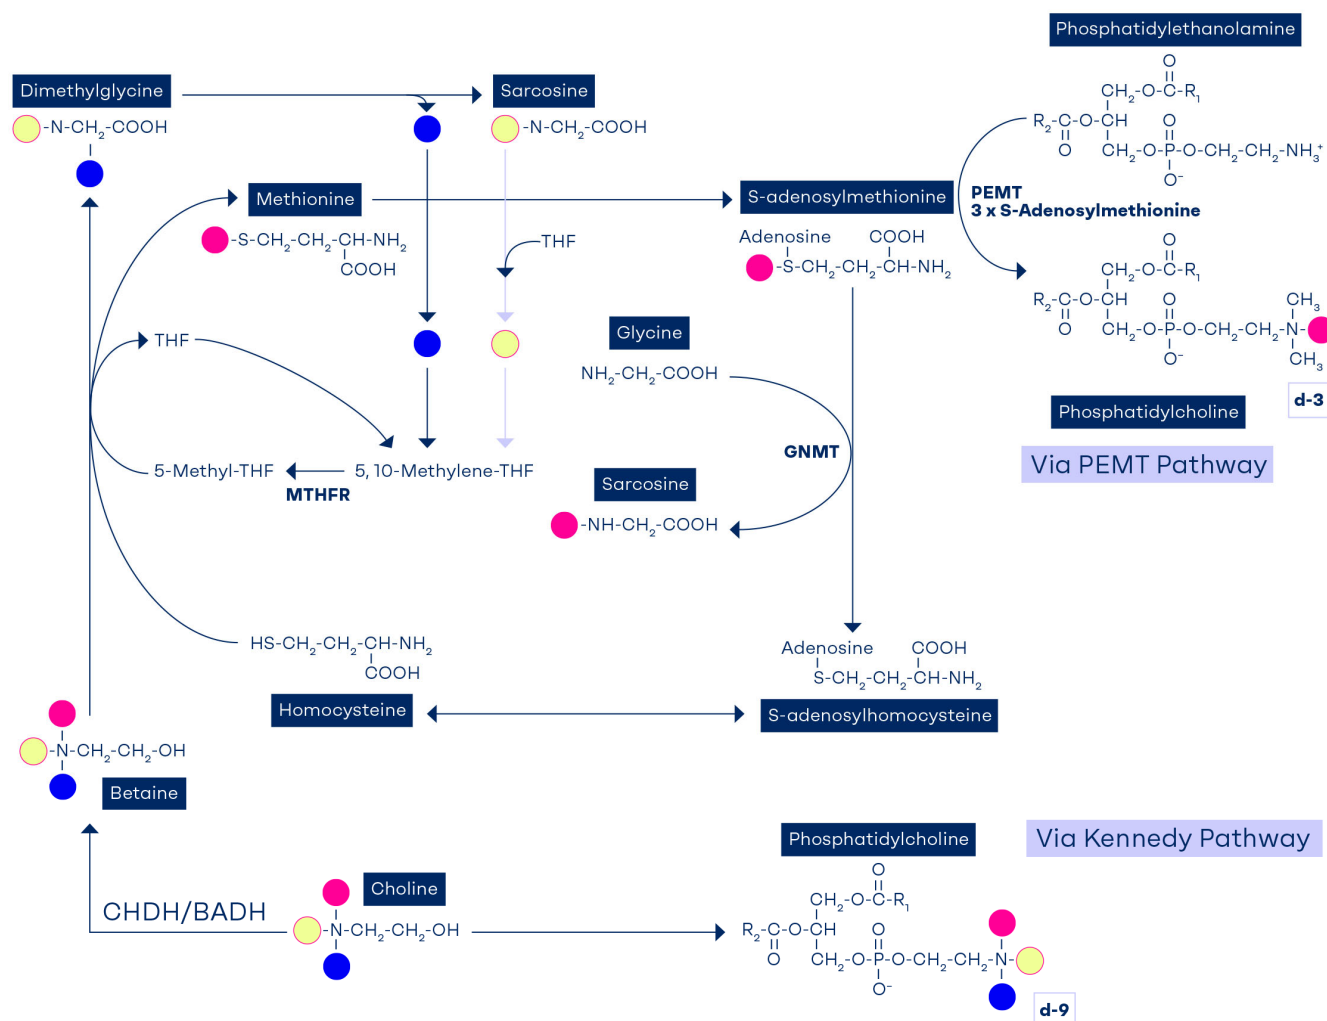 Phosphatidylethanolamine
O
CH2-O-C-R1
R2-C-O-CH
O
O
CH2-O-P-O-CH2-CH2-NH3+
O-
Dimethylglycine
-N-CH2-COOH
Sarcosine
-N-CH2-COOH
Methionine
-S-CH2-CH2-CH-NH2
COOH
THF
S-adenosylmethionine
Adenosine
COOH
-S-CH2-CH2-CH-NH2
PEMT
3 x S-Adenosylmethionine
O
CH2-O-C-R1
R2-C-O-CH
O
O
CH2-O-P-O-CH2-CH2-N-
O-
CH3
CH3
d-3
Phosphatidylcholine
Via PEMT Pathway
THF
Glycine
NH2-CH2-COOH
GNMT
5-Methyl-THF
5, 10-Methylene-THF
MTHFR
Sarcosine
-NH-CH2-COOH
HS-CH2-CH2-CH-NH2
COOH
Homocysteine
Adenosine
COOH
S-CH2-CH2-CH-NH2
S-adenosylhomocysteine
-N-CH2-CH2-OH
Betaine
CHDH/BADH
Choline
-N-CH2-CH2-OH
Phosphatidylcholine
Via Kennedy Pathway
O
CH2-O-C-R1
R2-C-O-CH
O
O
CH2-O-P-O-CH2-CH2-N-
O-
d-9